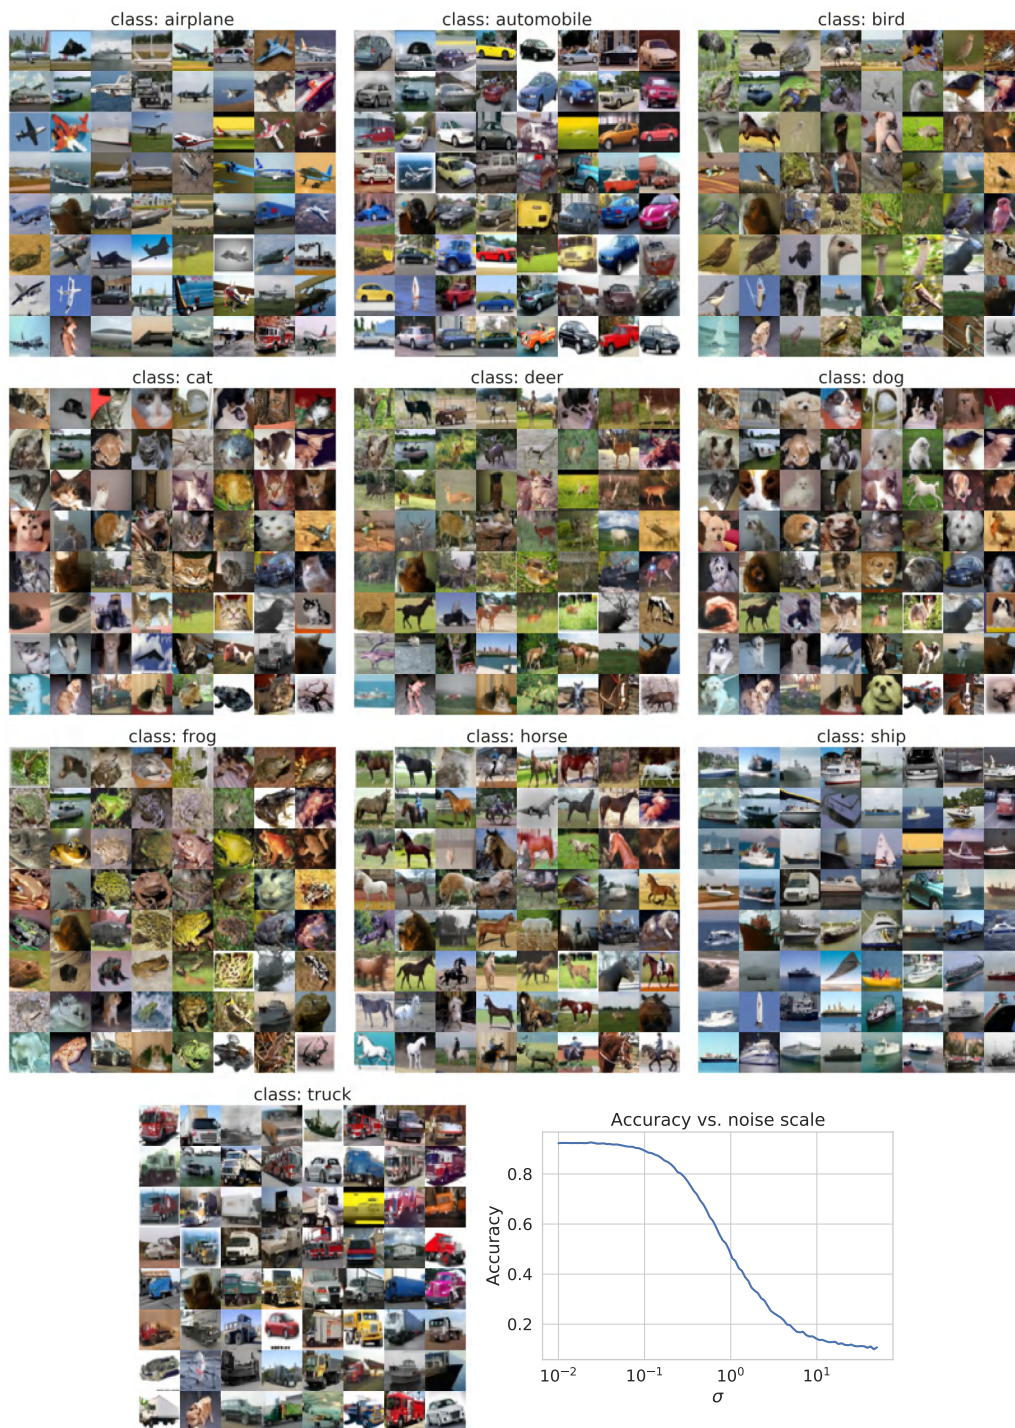 class: airplane
class: automobile
class: bird
class: cat
class: deer
class: dog
class: frog
class: horse
class: ship
class: truck
Accuracy vs. noise scale
0.8
0.6
0.4
0.2
Accuracy
10⁻² 10⁻¹ 10⁰ 10¹
σ